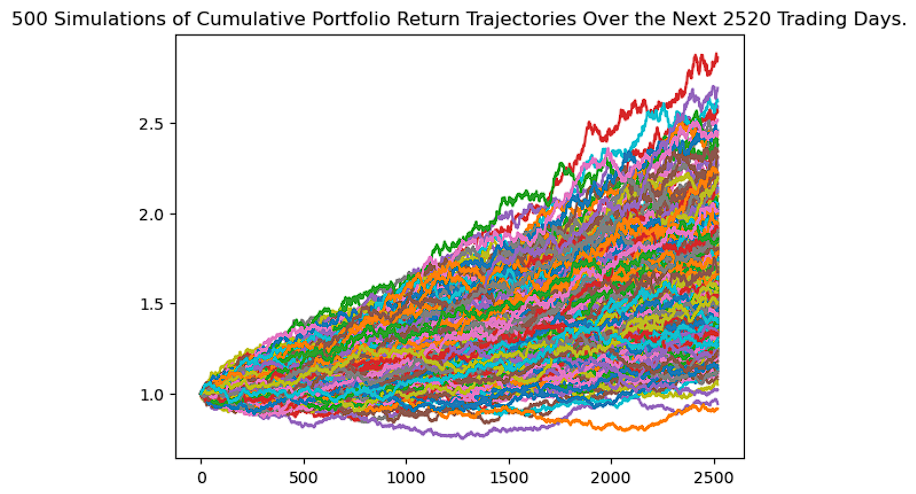 500 Simulations of Cumulative Portfolio Return Trajectories Over the Next 2520 Trading Days.
2.5
2.0
1.5
1.0
0 500 1000 1500 2000 2500